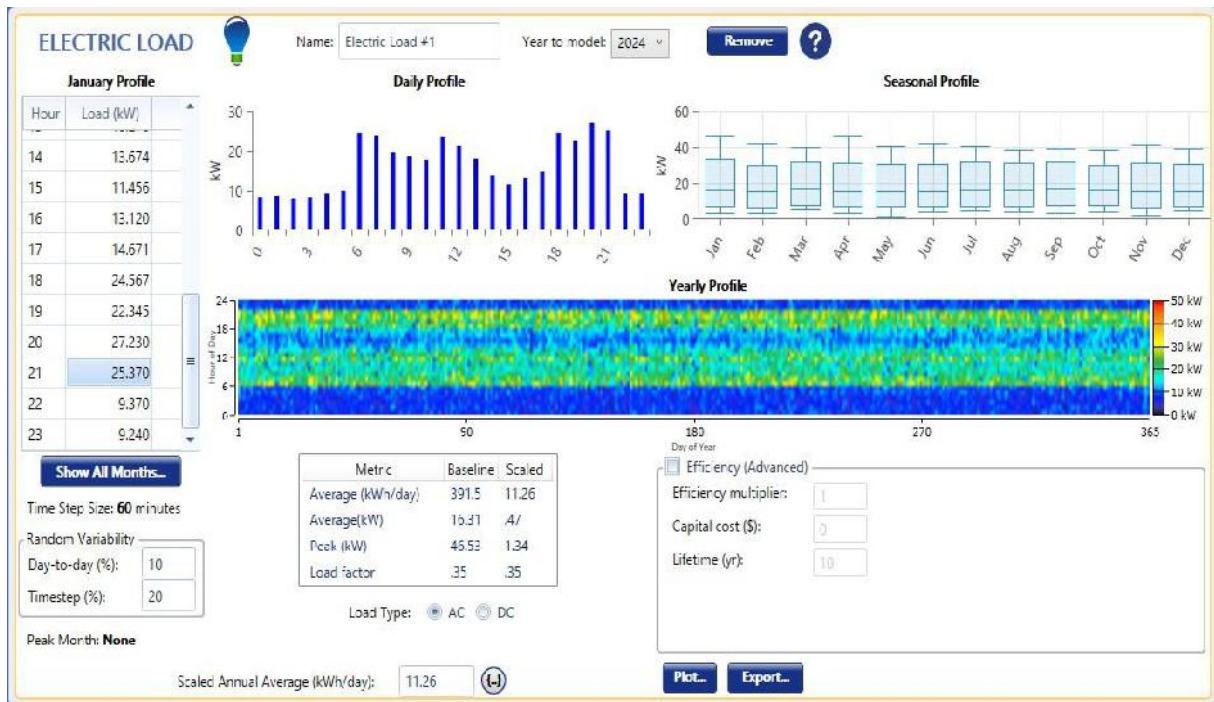 ELECTRIC LOAD
Name: Electric Load #1
Year to model: 2024
Remove
?
January Profile
Hour Load (kW)
14 13.674
15 11.456
16 13.120
17 14.671
18 24.567
19 22.345
20 27.230
21 25.370
22 9.370
23 9.240
Show All Months...
Time Step Size: 60 minutes
Random Variability
Day-to-day (%): 10
Timestep (%): 20
Peak Month: None
Daily Profile
kW
30
20
10
0
0 3 6 9 12 15 18 21
Seasonal Profile
kW
60
40
20
0
Jan Feb Mar Apr May Jun Jul Aug Sep Oct Nov Dec
Yearly Profile
Hour of Day
24
18
12
6
0
1 90 180 270 365
Day of Year
50 kW
40 kW
30 kW
20 kW
10 kW
0 kW
Metric Baseline Scaled
Average (kWh/day) 391.5 11.26
Average(kW) 16.31 .47
Peak (kW) 46.53 1.34
Load factor .35 .35
Load Type: AC DC
Scaled Annual Average (kWh/day): 11.26 {..}
Efficiency (Advanced)
Efficiency multiplier: 1
Capital cost ($): 0
Lifetime (yr): 10
Plot... Export...